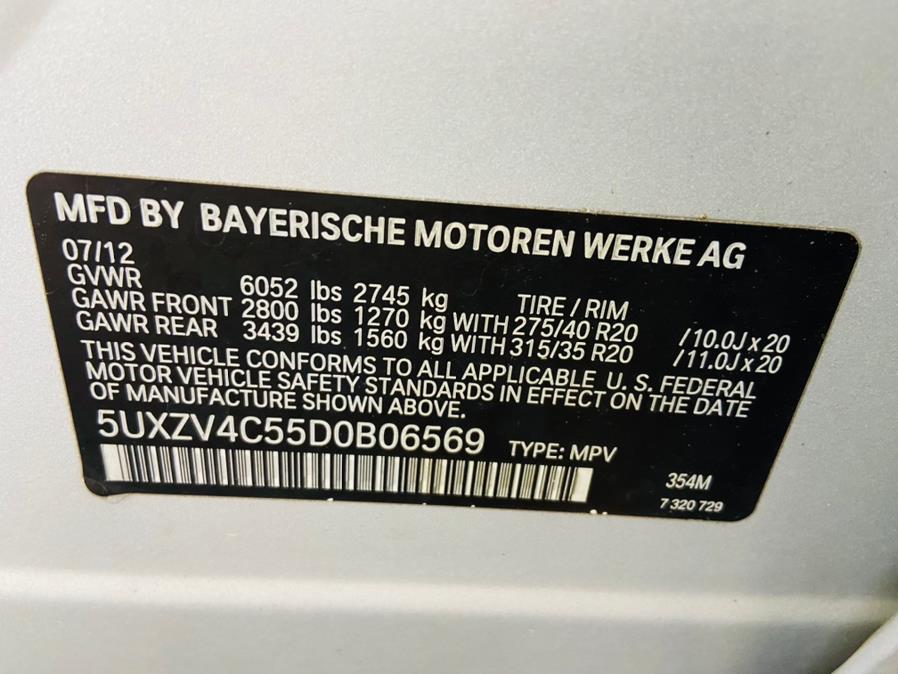 MFD BY BAYERISCHE MOTOREN WERKE AG
07/12
GVWR 6052 lbs 2745 kg TIRE / RIM
GAWR FRONT 2800 lbs 1270 kg WITH 275/40 R20 /10.0J x 20
GAWR REAR 3439 lbs 1560 kg WITH 315/35 R20 /11.0J x 20
THIS VEHICLE CONFORMS TO ALL APPLICABLE U. S. FEDERAL
MOTOR VEHICLE SAFETY STANDARDS IN EFFECT ON THE DATE
OF MANUFACTURE SHOWN ABOVE.
5UXZV4C55D0B06569 TYPE: MPV
354M
7 320 729